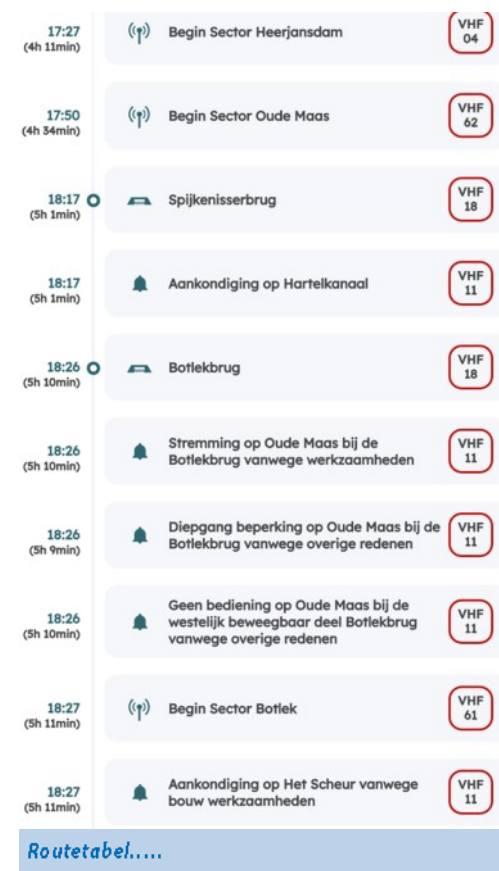 17:27
(4h 11min)
Begin Sector Heerjansdam
VHF
04
17:50
(4h 34min)
Begin Sector Oude Maas
VHF
62
18:17
(5h 1min)
Spijkenisserbrug
VHF
18
18:17
(5h 1min)
Aankondiging op Hartelkanaal
VHF
11
18:26
(5h 10min)
Botlekbrug
VHF
18
18:26
(5h 10min)
Stremming op Oude Maas bij de
Botlekbrug vanwege werkzaamheden
VHF
11
18:26
(5h 9min)
Diepgang beperking op Oude Maas bij de
Botlekbrug vanwege overige redenen
VHF
11
18:26
(5h 10min)
Geen bediening op Oude Maas bij de
westelijk beweegbaar deel Botlekbrug
vanwege overige redenen
VHF
11
18:27
(5h 11min)
Begin Sector Botlek
VHF
61
18:27
(5h 11min)
Aankondiging op Het Scheur vanwege
bouw werkzaamheden
VHF
11
Routetabel.....